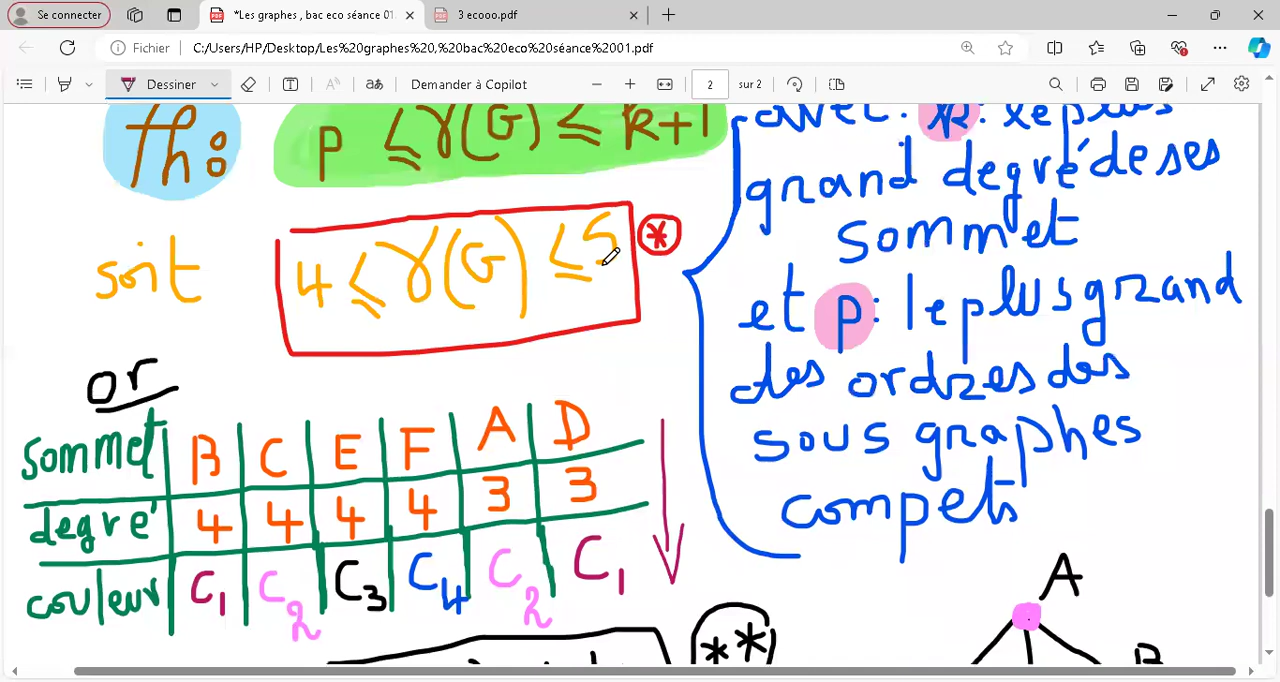 Se connecter
*Les graphes , bac eco séance 01.
3 ecooo.pdf
Fichier
C:/Users/HP/Desktop/Les%20graphes%20,%20bac%20eco%20séance%2001.pdf
Dessiner
Demander à Copilot
2 sur 2
Th:
p ≤ γ(G) ≤ k+1
soit
4 ≤ γ(G) ≤ 5
*
avec: k: le plus
grand degré de ses
sommet
et p: le plus grand
des ordres des
sous graphes
compets
or
sommet B C E F A D
degré 4 4 4 4 3 3
couleur C1 C2 C3 C4 C2 C1
**
A
B